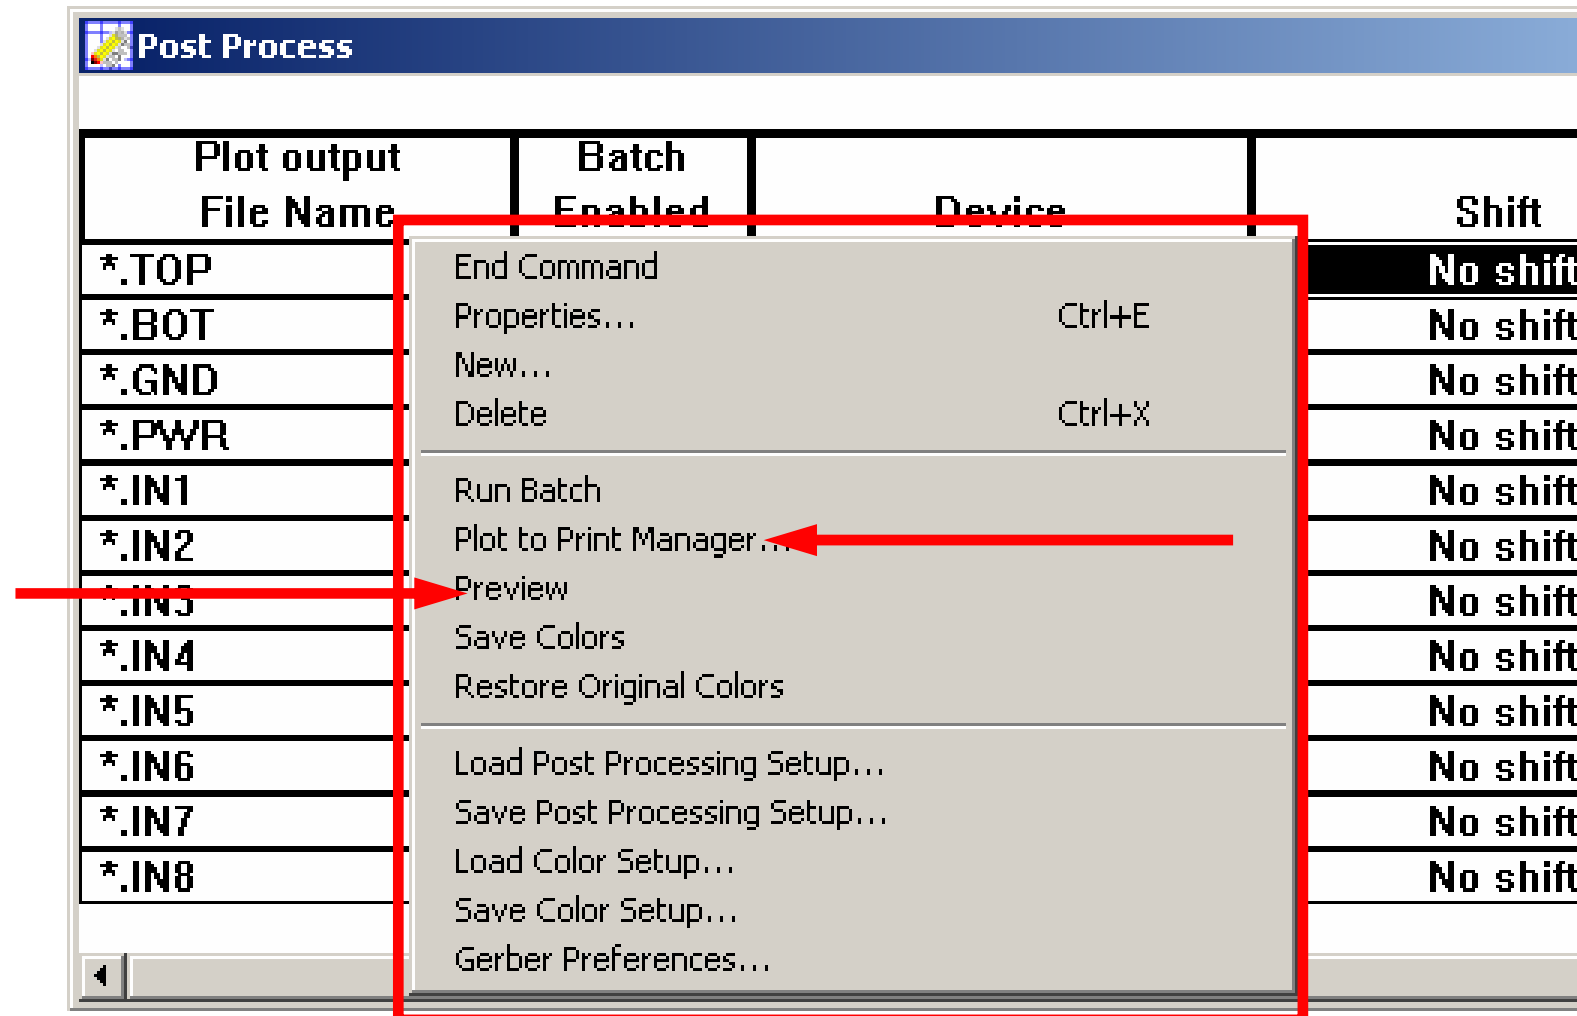 Post Process
Plot output Batch
File Name Enabled Device Shift
*.TOP No shift
*.BOT No shift
*.GND No shift
*.PWR No shift
*.IN1 No shift
*.IN2 No shift
*.IN3 No shift
*.IN4 No shift
*.IN5 No shift
*.IN6 No shift
*.IN7 No shift
*.IN8 No shift
End Command
Properties... Ctrl+E
New...
Delete Ctrl+X
Run Batch
Plot to Print Manager...
Preview
Save Colors
Restore Original Colors
Load Post Processing Setup...
Save Post Processing Setup...
Load Color Setup...
Save Color Setup...
Gerber Preferences...